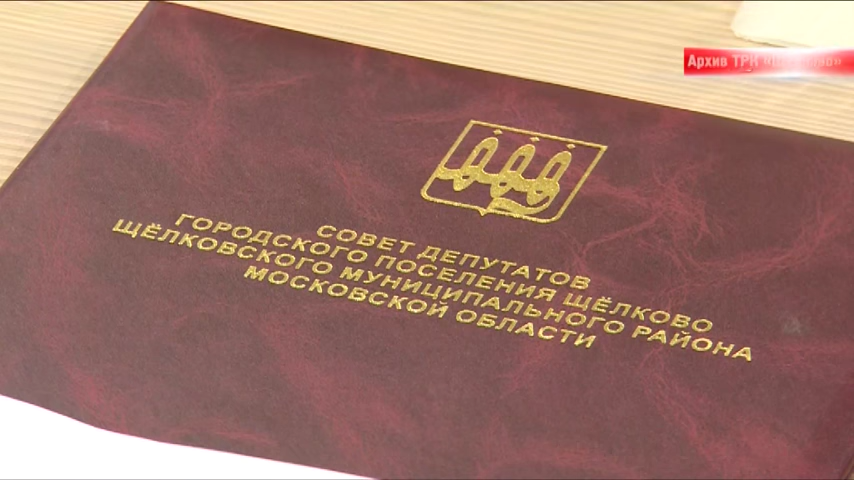 Архив ТРК
СОВЕТ ДЕПУТАТОВ
ГОРОДСКОГО ПОСЕЛЕНИЯ ЩЁЛКОВО
ЩЁЛКОВСКОГО МУНИЦИПАЛЬНОГО РАЙОНА
МОСКОВСКОЙ ОБЛАСТИ